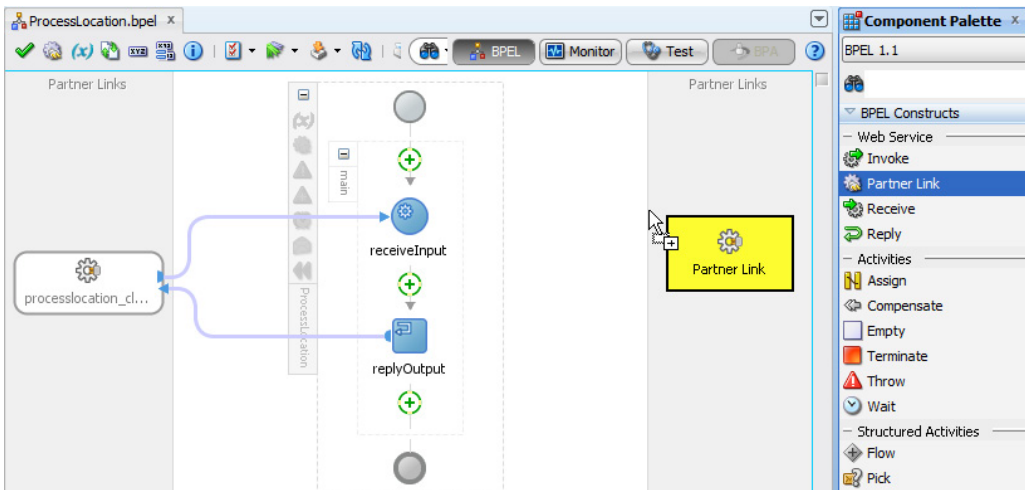 ProcessLocation.bpel
BPEL
Monitor
Test
BPA
Partner Links
main
receiveInput
ProcessLocation
replyOutput
processlocation_cl...
Partner Links
Partner Link
Component Palette
BPEL 1.1
BPEL Constructs
Web Service
Invoke
Partner Link
Receive
Reply
Activities
Assign
Compensate
Empty
Terminate
Throw
Wait
Structured Activities
Flow
Pick